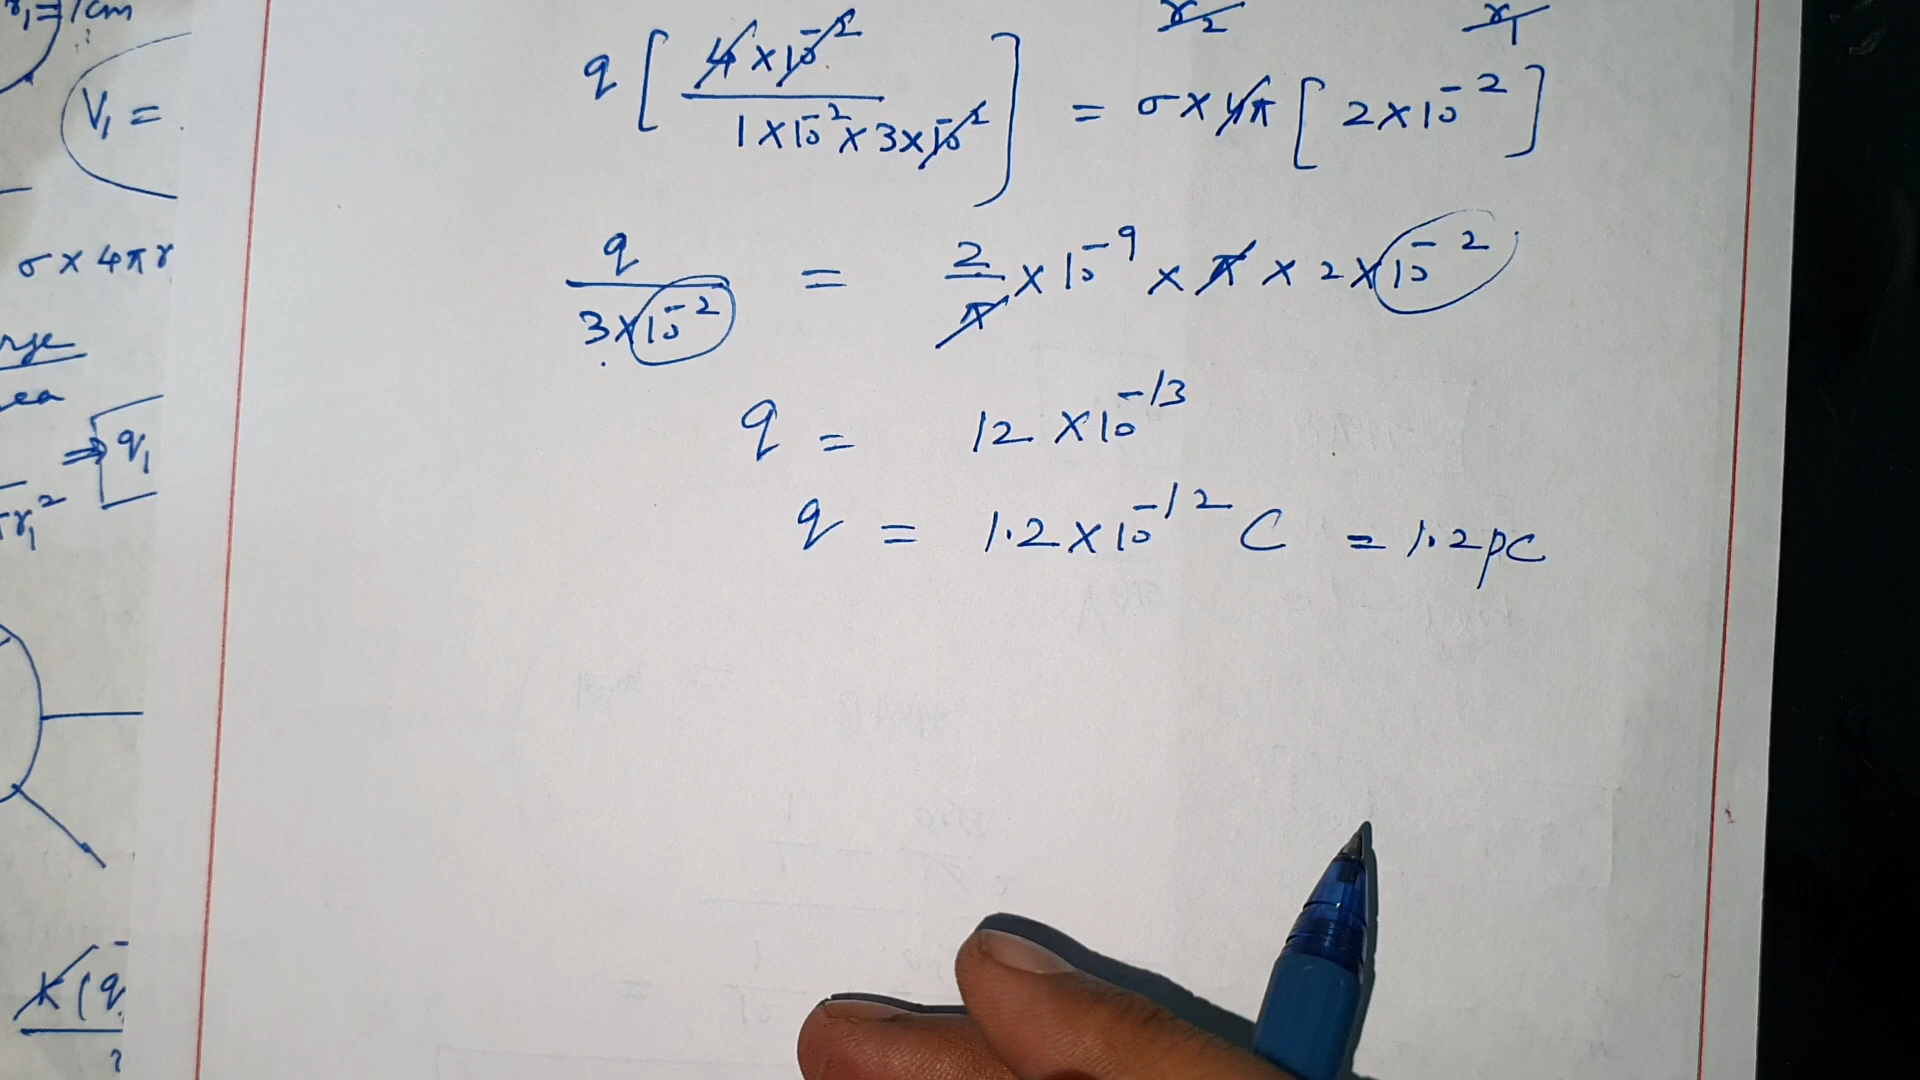 r₁ = 1cm
V₁ =
σ × 4πr
ea
⇒ q₁
r₁²
K(q
r₂ r₁
q [ 4×10⁻² / 1×10⁻²×3×10⁻² ] = σ×4π [ 2×10⁻² ]
q / 3×10⁻² = 2/π × 10⁻⁹ × π × 2×10⁻²
q = 12 ×10⁻¹³
q = 1.2×10⁻¹² C = 1.2pC